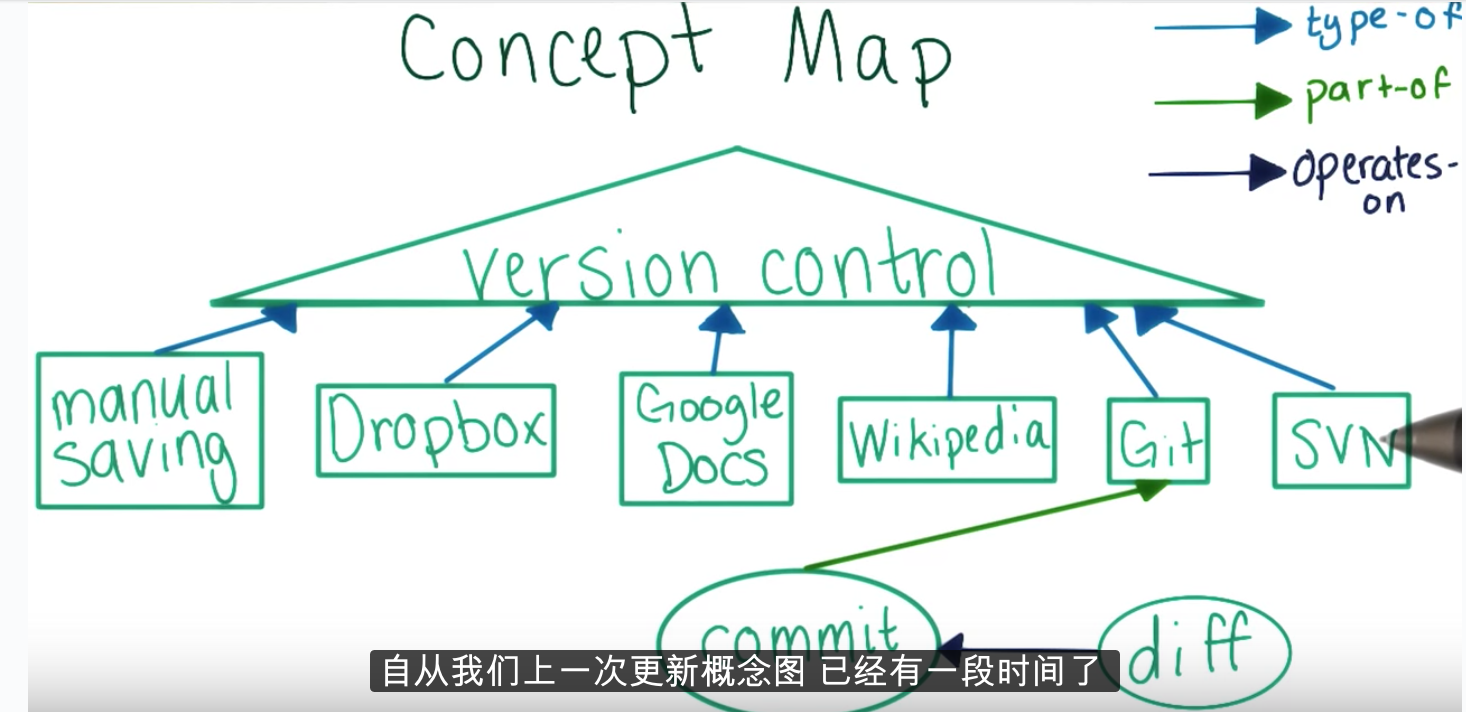 Concept Map
type-of
part-of
operates-
on
version control
manual
saving
Dropbox
Google
Docs
Wikipedia
Git
SVN
commit
diff
自从我们上一次更新概念图 已经有一段时间了